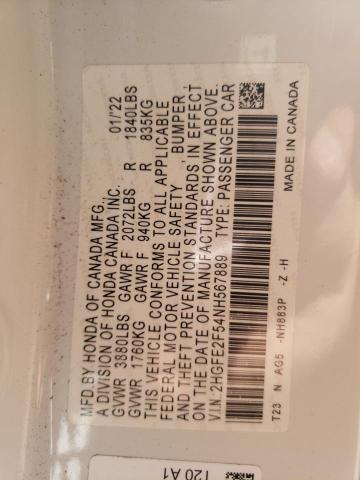 MFD.BY HONDA OF CANADA MFG. 01/'22
A DIVISION OF HONDA CANADA INC.
GVWR 3880LBS GAWR F 2072LBS R 1840LBS
GVWR 1760KG GAWR F 940KG R 835KG
THIS VEHICLE CONFORMS TO ALL APPLICABLE
FEDERAL MOTOR VEHICLE SAFETY, BUMPER,
AND THEFT PREVENTION STANDARDS IN EFFECT
ON THE DATE OF MANUFACTURE SHOWN ABOVE.
V.I.N: 2HGFE2F54NH567889 TYPE: PASSENGER CAR
T23 N AG5 -NH883P -Z -H MADE IN CANADA
T20 A1